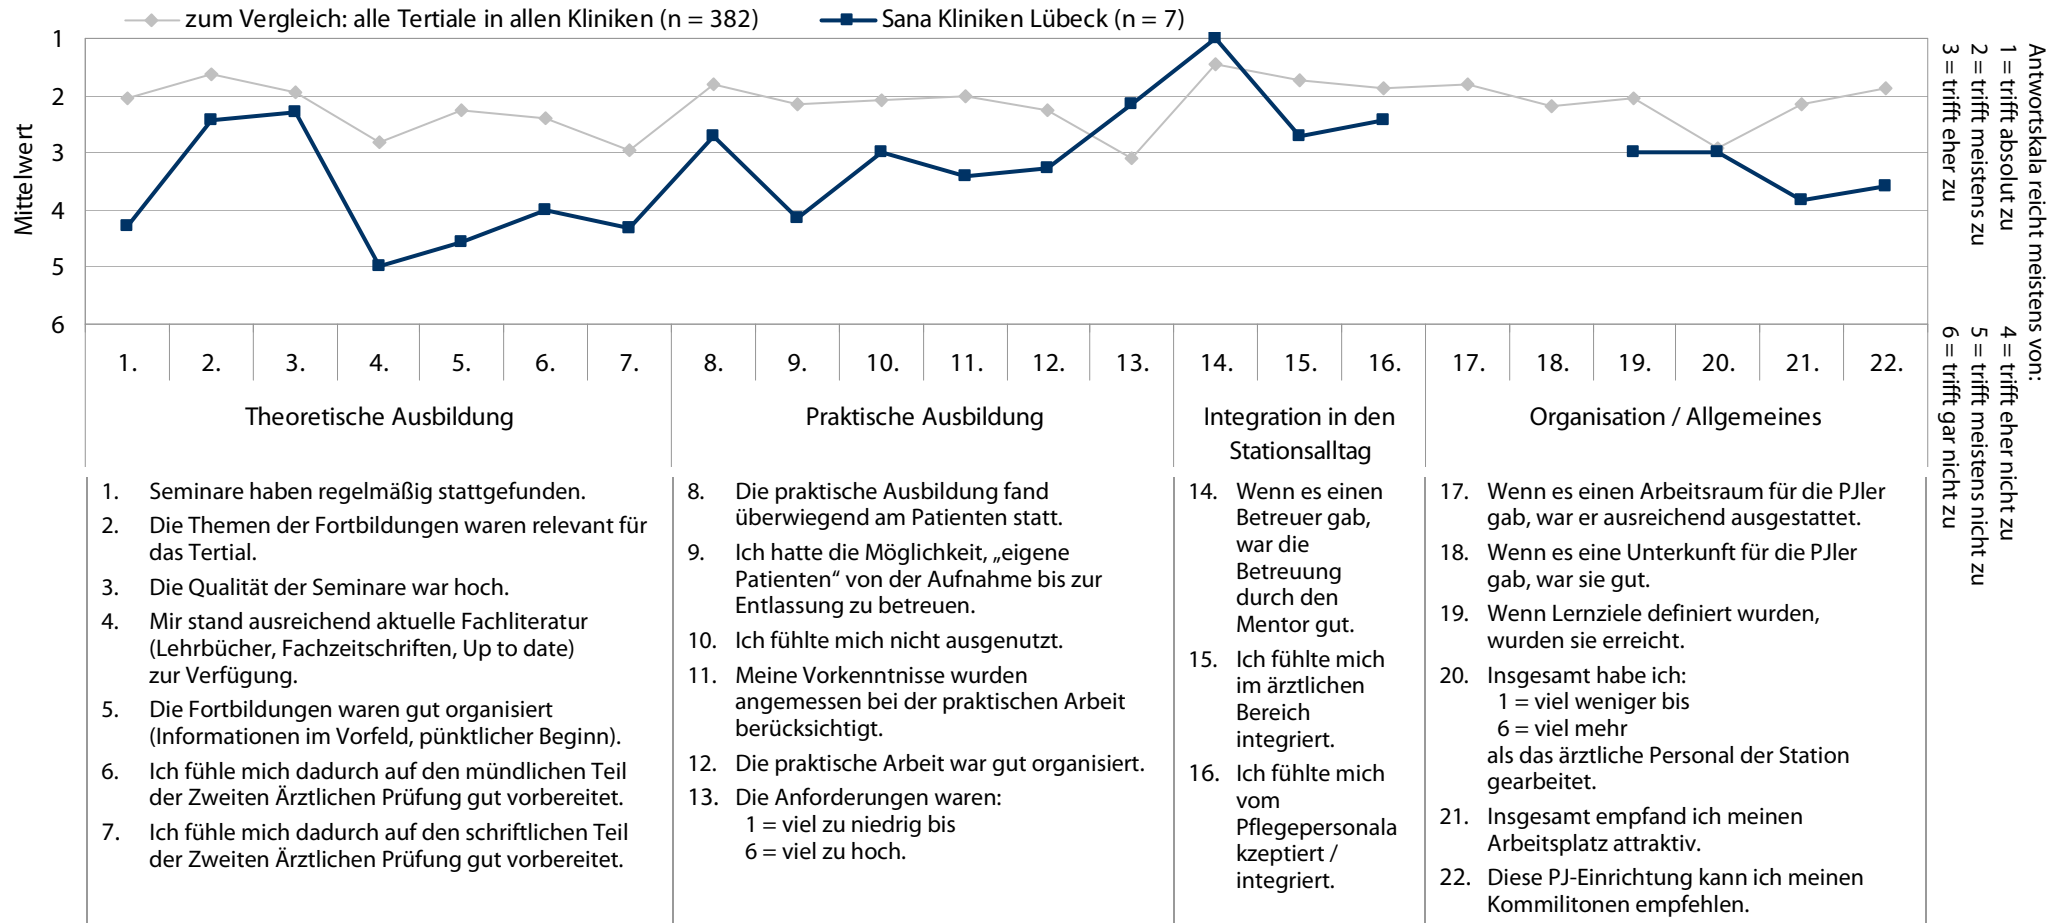 zum Vergleich: alle Tertiale in allen Kliniken (n = 382)
Sana Kliniken Lübeck (n = 7)
Mittelwert
1
2
3
4
5
6
1. 2. 3. 4. 5. 6. 7. 8. 9. 10. 11. 12. 13. 14. 15. 16. 17. 18. 19. 20. 21. 22.
Theoretische Ausbildung
Praktische Ausbildung
Integration in den
Stationsalltag
Organisation / Allgemeines
1. Seminare haben regelmäßig stattgefunden.
2. Die Themen der Fortbildungen waren relevant für
das Tertial.
3. Die Qualität der Seminare war hoch.
4. Mir stand ausreichend aktuelle Fachliteratur
(Lehrbücher, Fachzeitschriften, Up to date)
zur Verfügung.
5. Die Fortbildungen waren gut organisiert
(Informationen im Vorfeld, pünktlicher Beginn).
6. Ich fühle mich dadurch auf den mündlichen Teil
der Zweiten Ärztlichen Prüfung gut vorbereitet.
7. Ich fühle mich dadurch auf den schriftlichen Teil
der Zweiten Ärztlichen Prüfung gut vorbereitet.
8. Die praktische Ausbildung fand
überwiegend am Patienten statt.
9. Ich hatte die Möglichkeit, „eigene
Patienten“ von der Aufnahme bis zur
Entlassung zu betreuen.
10. Ich fühlte mich nicht ausgenutzt.
11. Meine Vorkenntnisse wurden
angemessen bei der praktischen Arbeit
berücksichtigt.
12. Die praktische Arbeit war gut organisiert.
13. Die Anforderungen waren:
1 = viel zu niedrig bis
6 = viel zu hoch.
14. Wenn es einen
Betreuer gab,
war die
Betreuung
durch den
Mentor gut.
15. Ich fühlte mich
im ärztlichen
Bereich
integriert.
16. Ich fühlte mich
vom
Pflegepersonala
kzeptiert /
integriert.
17. Wenn es einen Arbeitsraum für die PJler
gab, war er ausreichend ausgestattet.
18. Wenn es eine Unterkunft für die PJler
gab, war sie gut.
19. Wenn Lernziele definiert wurden,
wurden sie erreicht.
20. Insgesamt habe ich:
1 = viel weniger bis
6 = viel mehr
als das ärztliche Personal der Station
gearbeitet.
21. Insgesamt empfand ich meinen
Arbeitsplatz attraktiv.
22. Diese PJ-Einrichtung kann ich meinen
Kommilitonen empfehlen.
Antwortskala reicht meistens von:
1 = trifft absolut zu
2 = trifft meistens zu
3 = trifft eher zu
4 = trifft eher nicht zu
5 = trifft meistens nicht zu
6 = trifft gar nicht zu